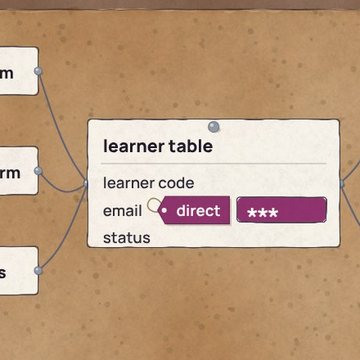 m
rm
s
learner table
learner code
email direct ***
status